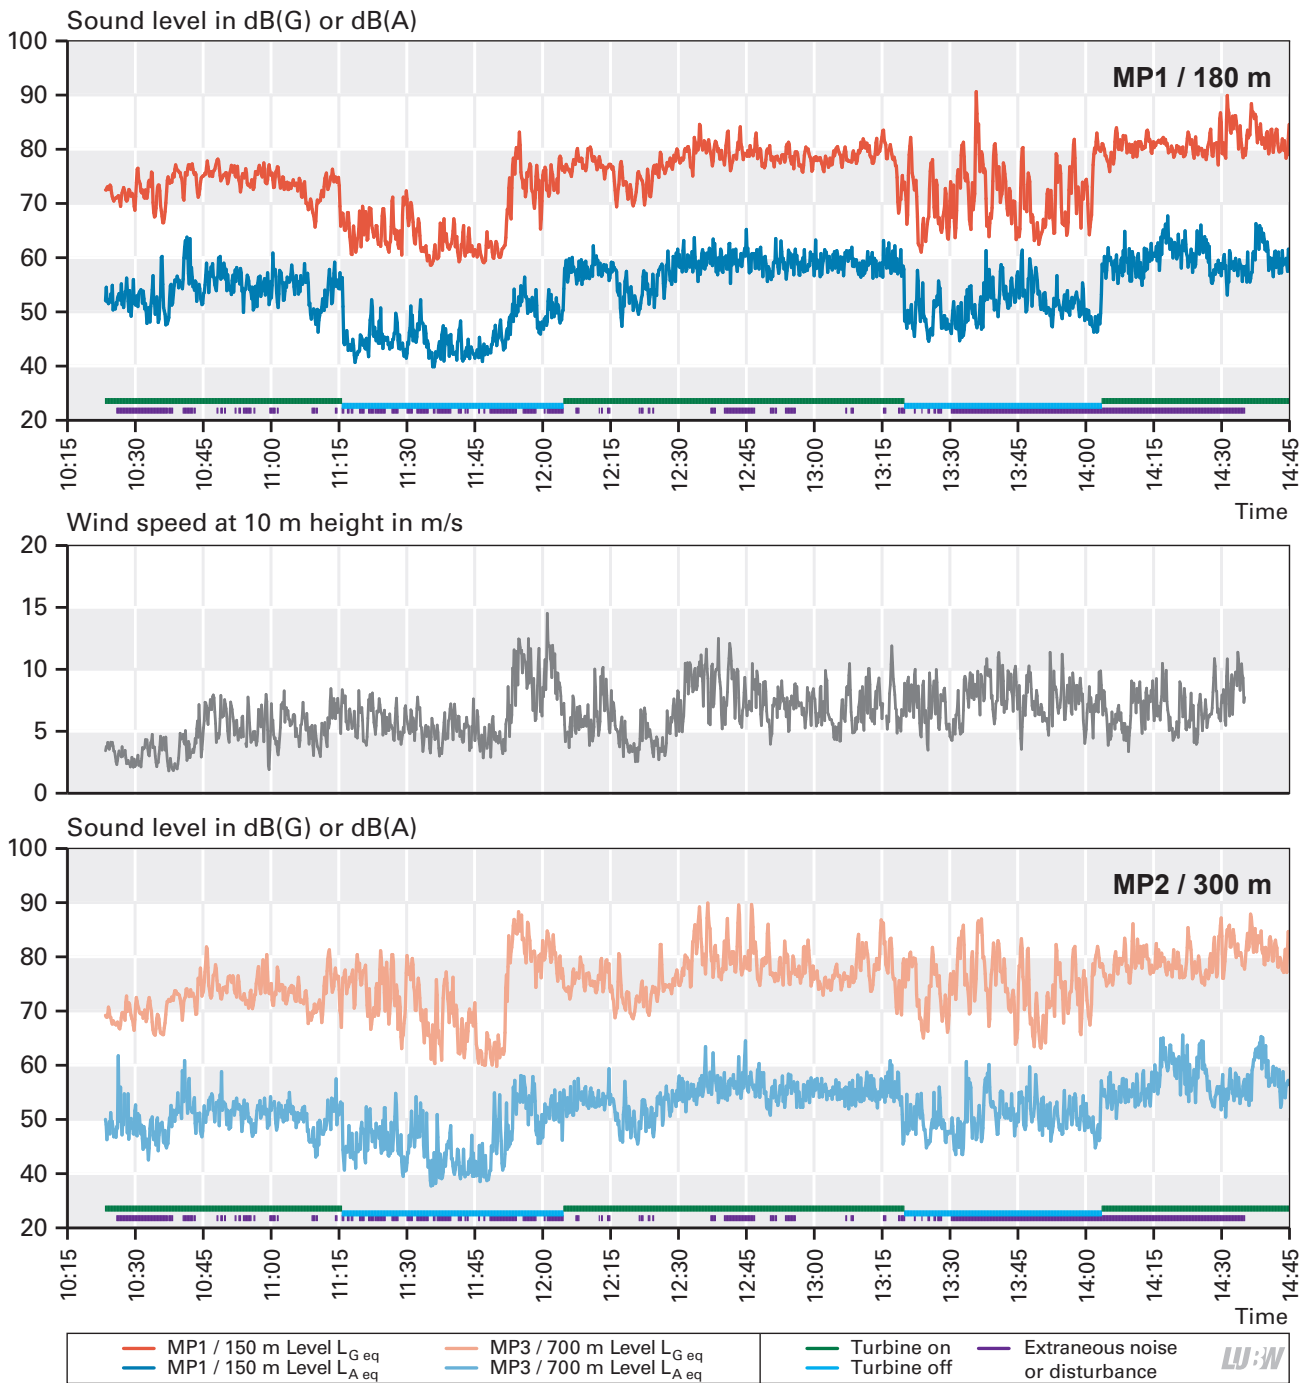 Sound level in dB(G) or dB(A)
MP1 / 180 m
100
90
80
70
60
50
40
20
10:15 10:30 10:45 11:00 11:15 11:30 11:45 12:00 12:15 12:30 12:45 13:00 13:15 13:30 13:45 14:00 14:15 14:30 14:45
Time
Wind speed at 10 m height in m/s
20
15
10
5
0
Sound level in dB(G) or dB(A)
MP2 / 300 m
100
90
80
70
60
50
40
20
10:15 10:30 10:45 11:00 11:15 11:30 11:45 12:00 12:15 12:30 12:45 13:00 13:15 13:30 13:45 14:00 14:15 14:30 14:45
Time
MP1 / 150 m Level L G eq
MP1 / 150 m Level L A eq
MP3 / 700 m Level L G eq
MP3 / 700 m Level L A eq
Turbine on
Turbine off
Extraneous noise
or disturbance
LUBW